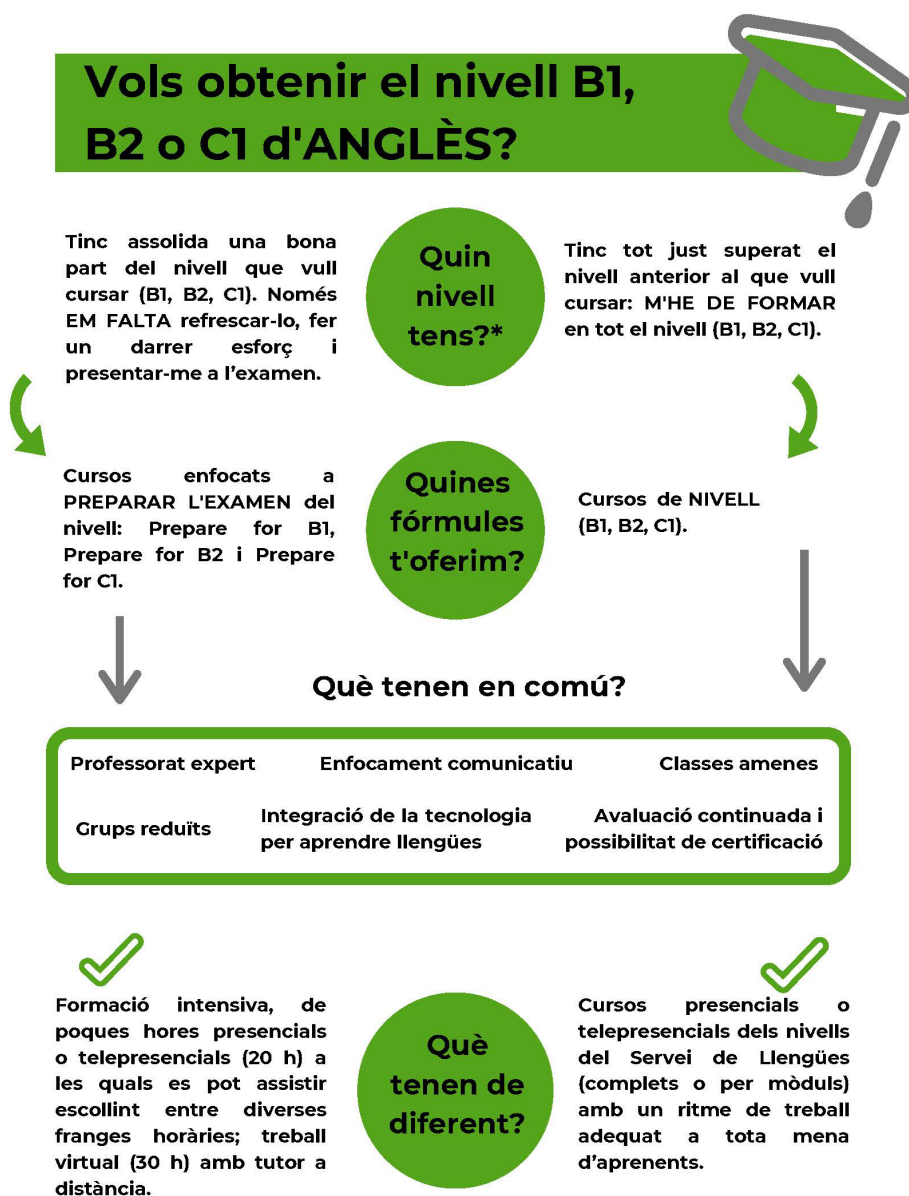 Vols obtenir el nivell B1,
B2 o C1 d'ANGLÈS?
Tinc assolida una bona
part del nivell que vull
cursar (B1, B2, C1). Només
EM FALTA refrescar-lo, fer
un darrer esforç i
presentar-me a l’examen.
Quin
nivell
tens?*
Tinc tot just superat el
nivell anterior al que vull
cursar: M'HE DE FORMAR
en tot el nivell (B1, B2, C1).
Cursos enfocats a
PREPARAR L'EXAMEN del
nivell: Prepare for B1,
Prepare for B2 i Prepare
for C1.
Quines
fórmules
t'oferim?
Cursos de NIVELL
(B1, B2, C1).
Què tenen en comú?
Professorat expert
Enfocament comunicatiu
Classes amenes
Grups reduïts
Integració de la tecnologia
per aprendre llengües
Avaluació continuada i
possibilitat de certificació
Formació intensiva, de
poques hores presencials
o telepresencials (20 h) a
les quals es pot assistir
escollint entre diverses
franges horàries; treball
virtual (30 h) amb tutor a
distància.
Què
tenen de
diferent?
Cursos presencials o
telepresencials dels nivells
del Servei de Llengües
(complets o per mòduls)
amb un ritme de treball
adequat a tota mena
d’aprenents.